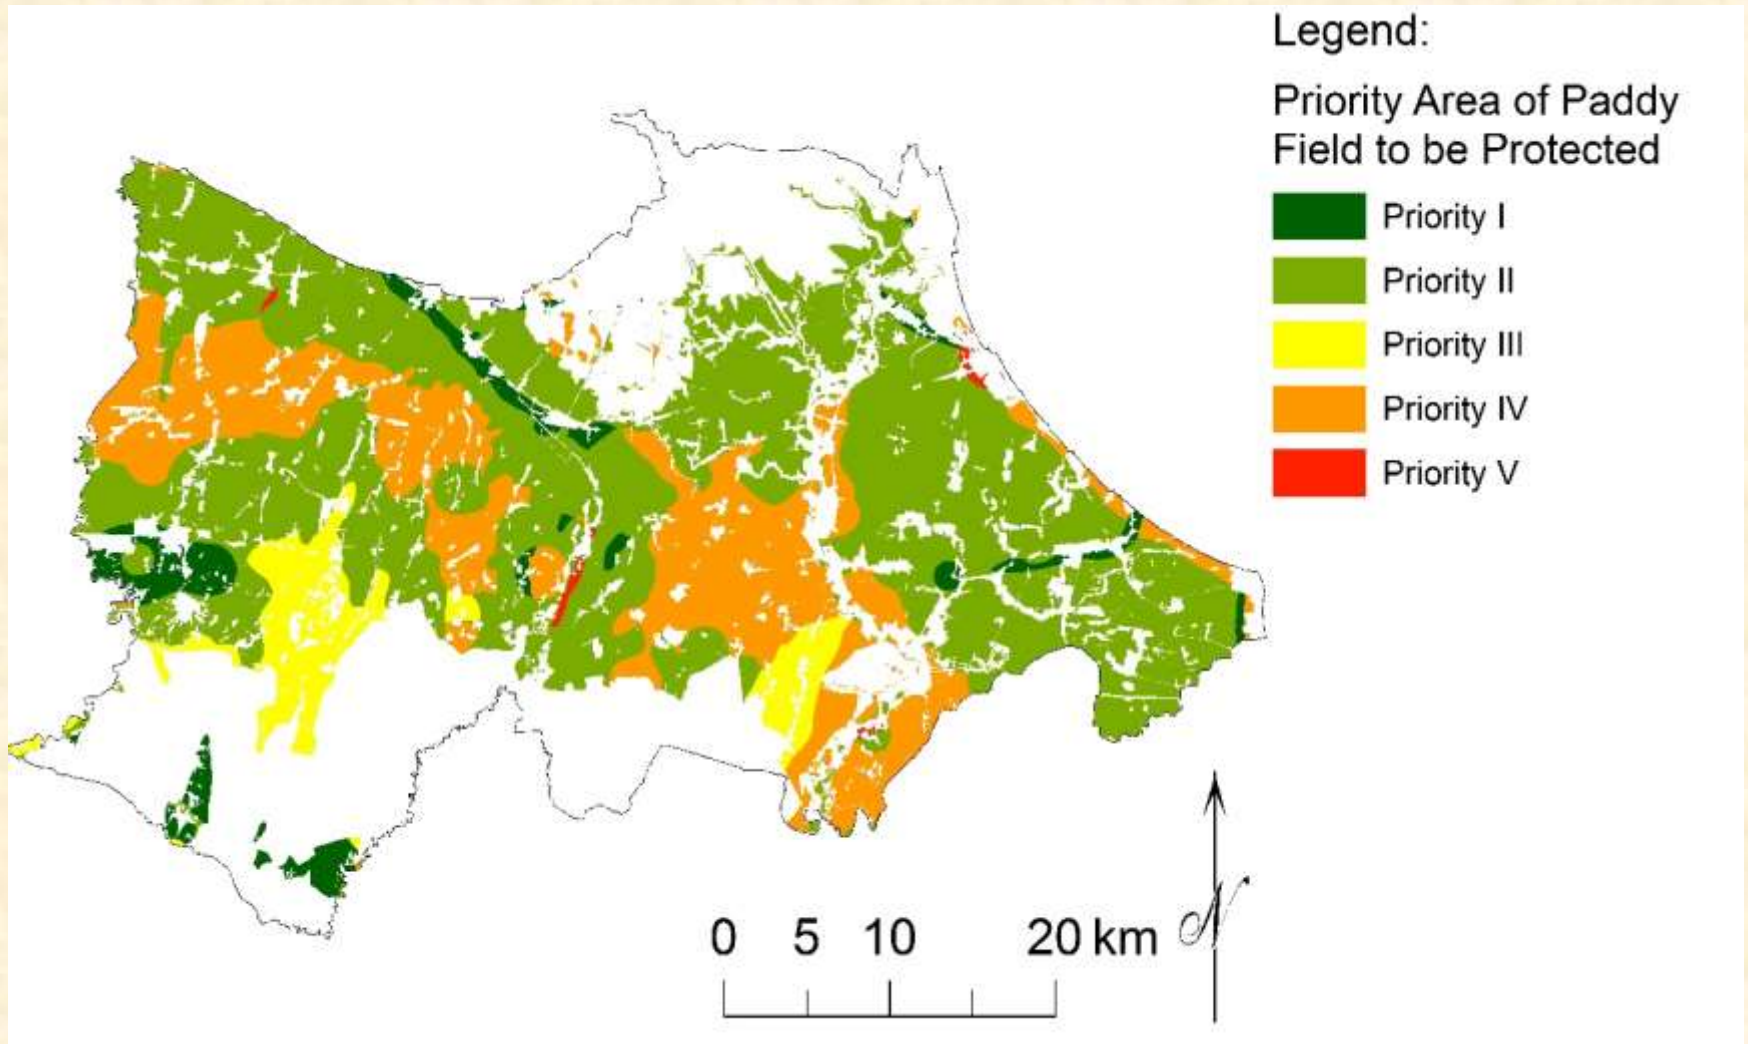 Legend:
Priority Area of Paddy
Field to be Protected
Priority I
Priority II
Priority III
Priority IV
Priority V
0 5 10 20 km
N